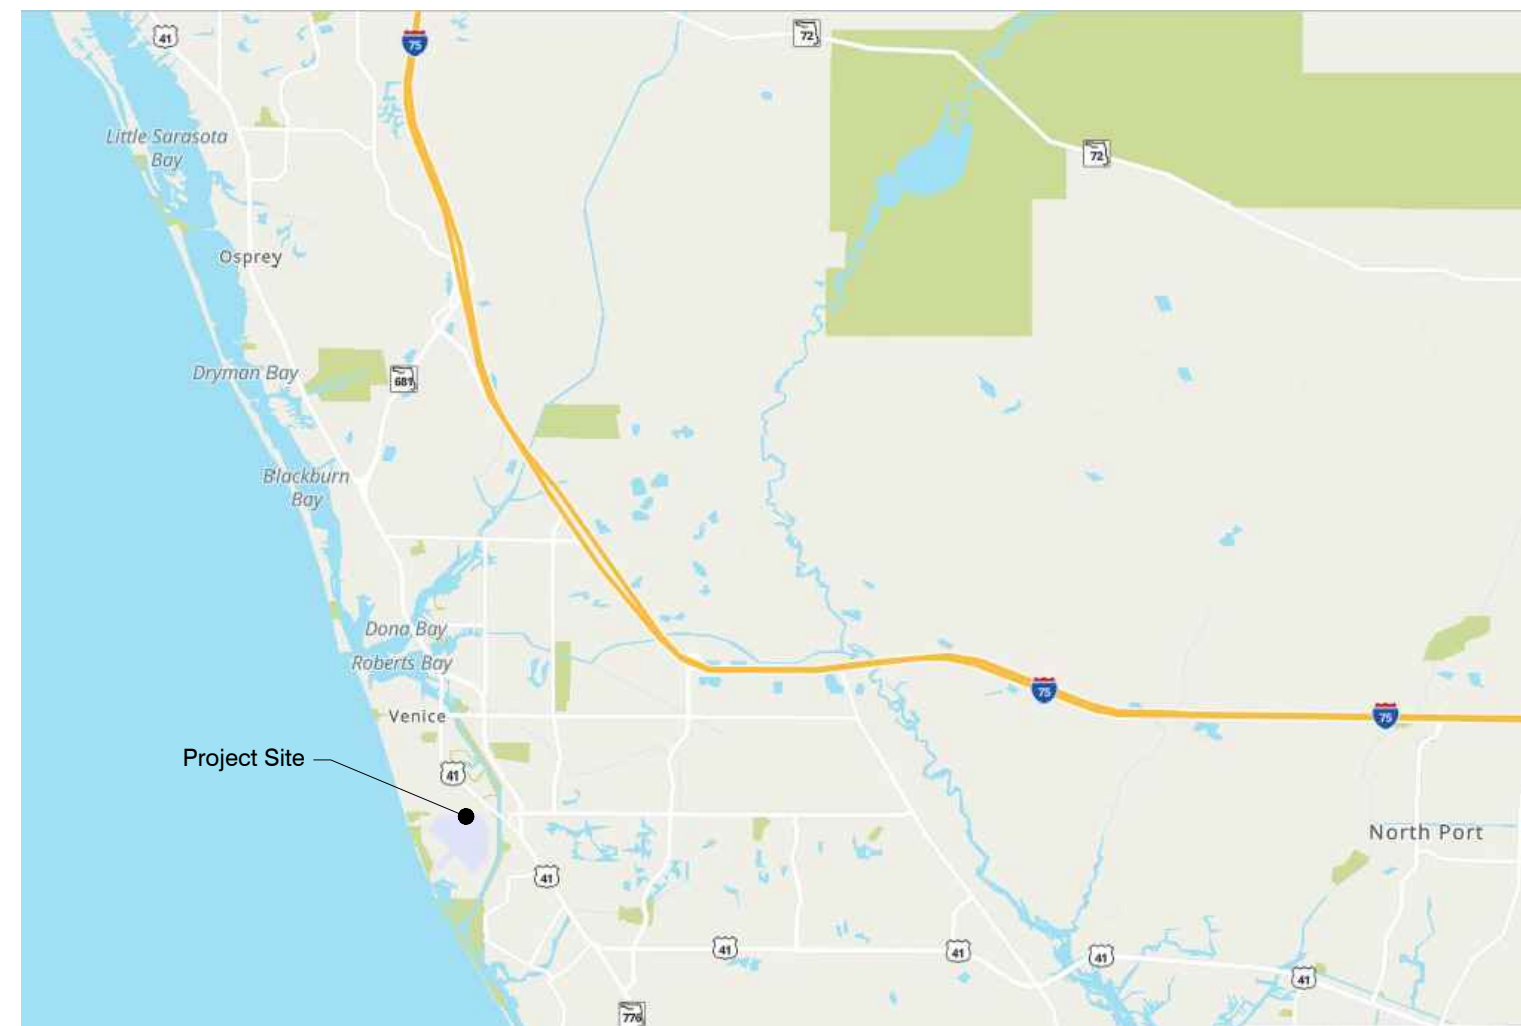 41
75
72
Little Sarasota
Bay
72
Osprey
Dryman Bay
681
Blackburn
Bay
Dona Bay
Roberts Bay
75
Venice
75
Project Site
41
North Port
41
41
41
41
41
776